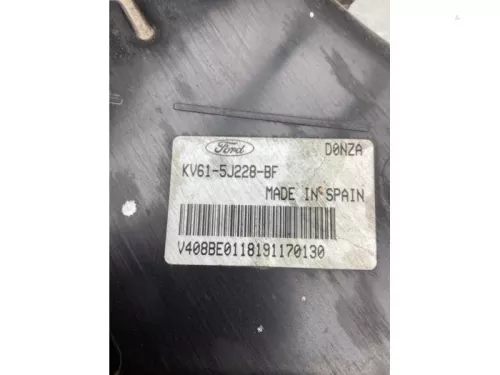 Ford
D0NZA
KV61-5J228-BF
MADE IN SPAIN
V408BE0118191170130